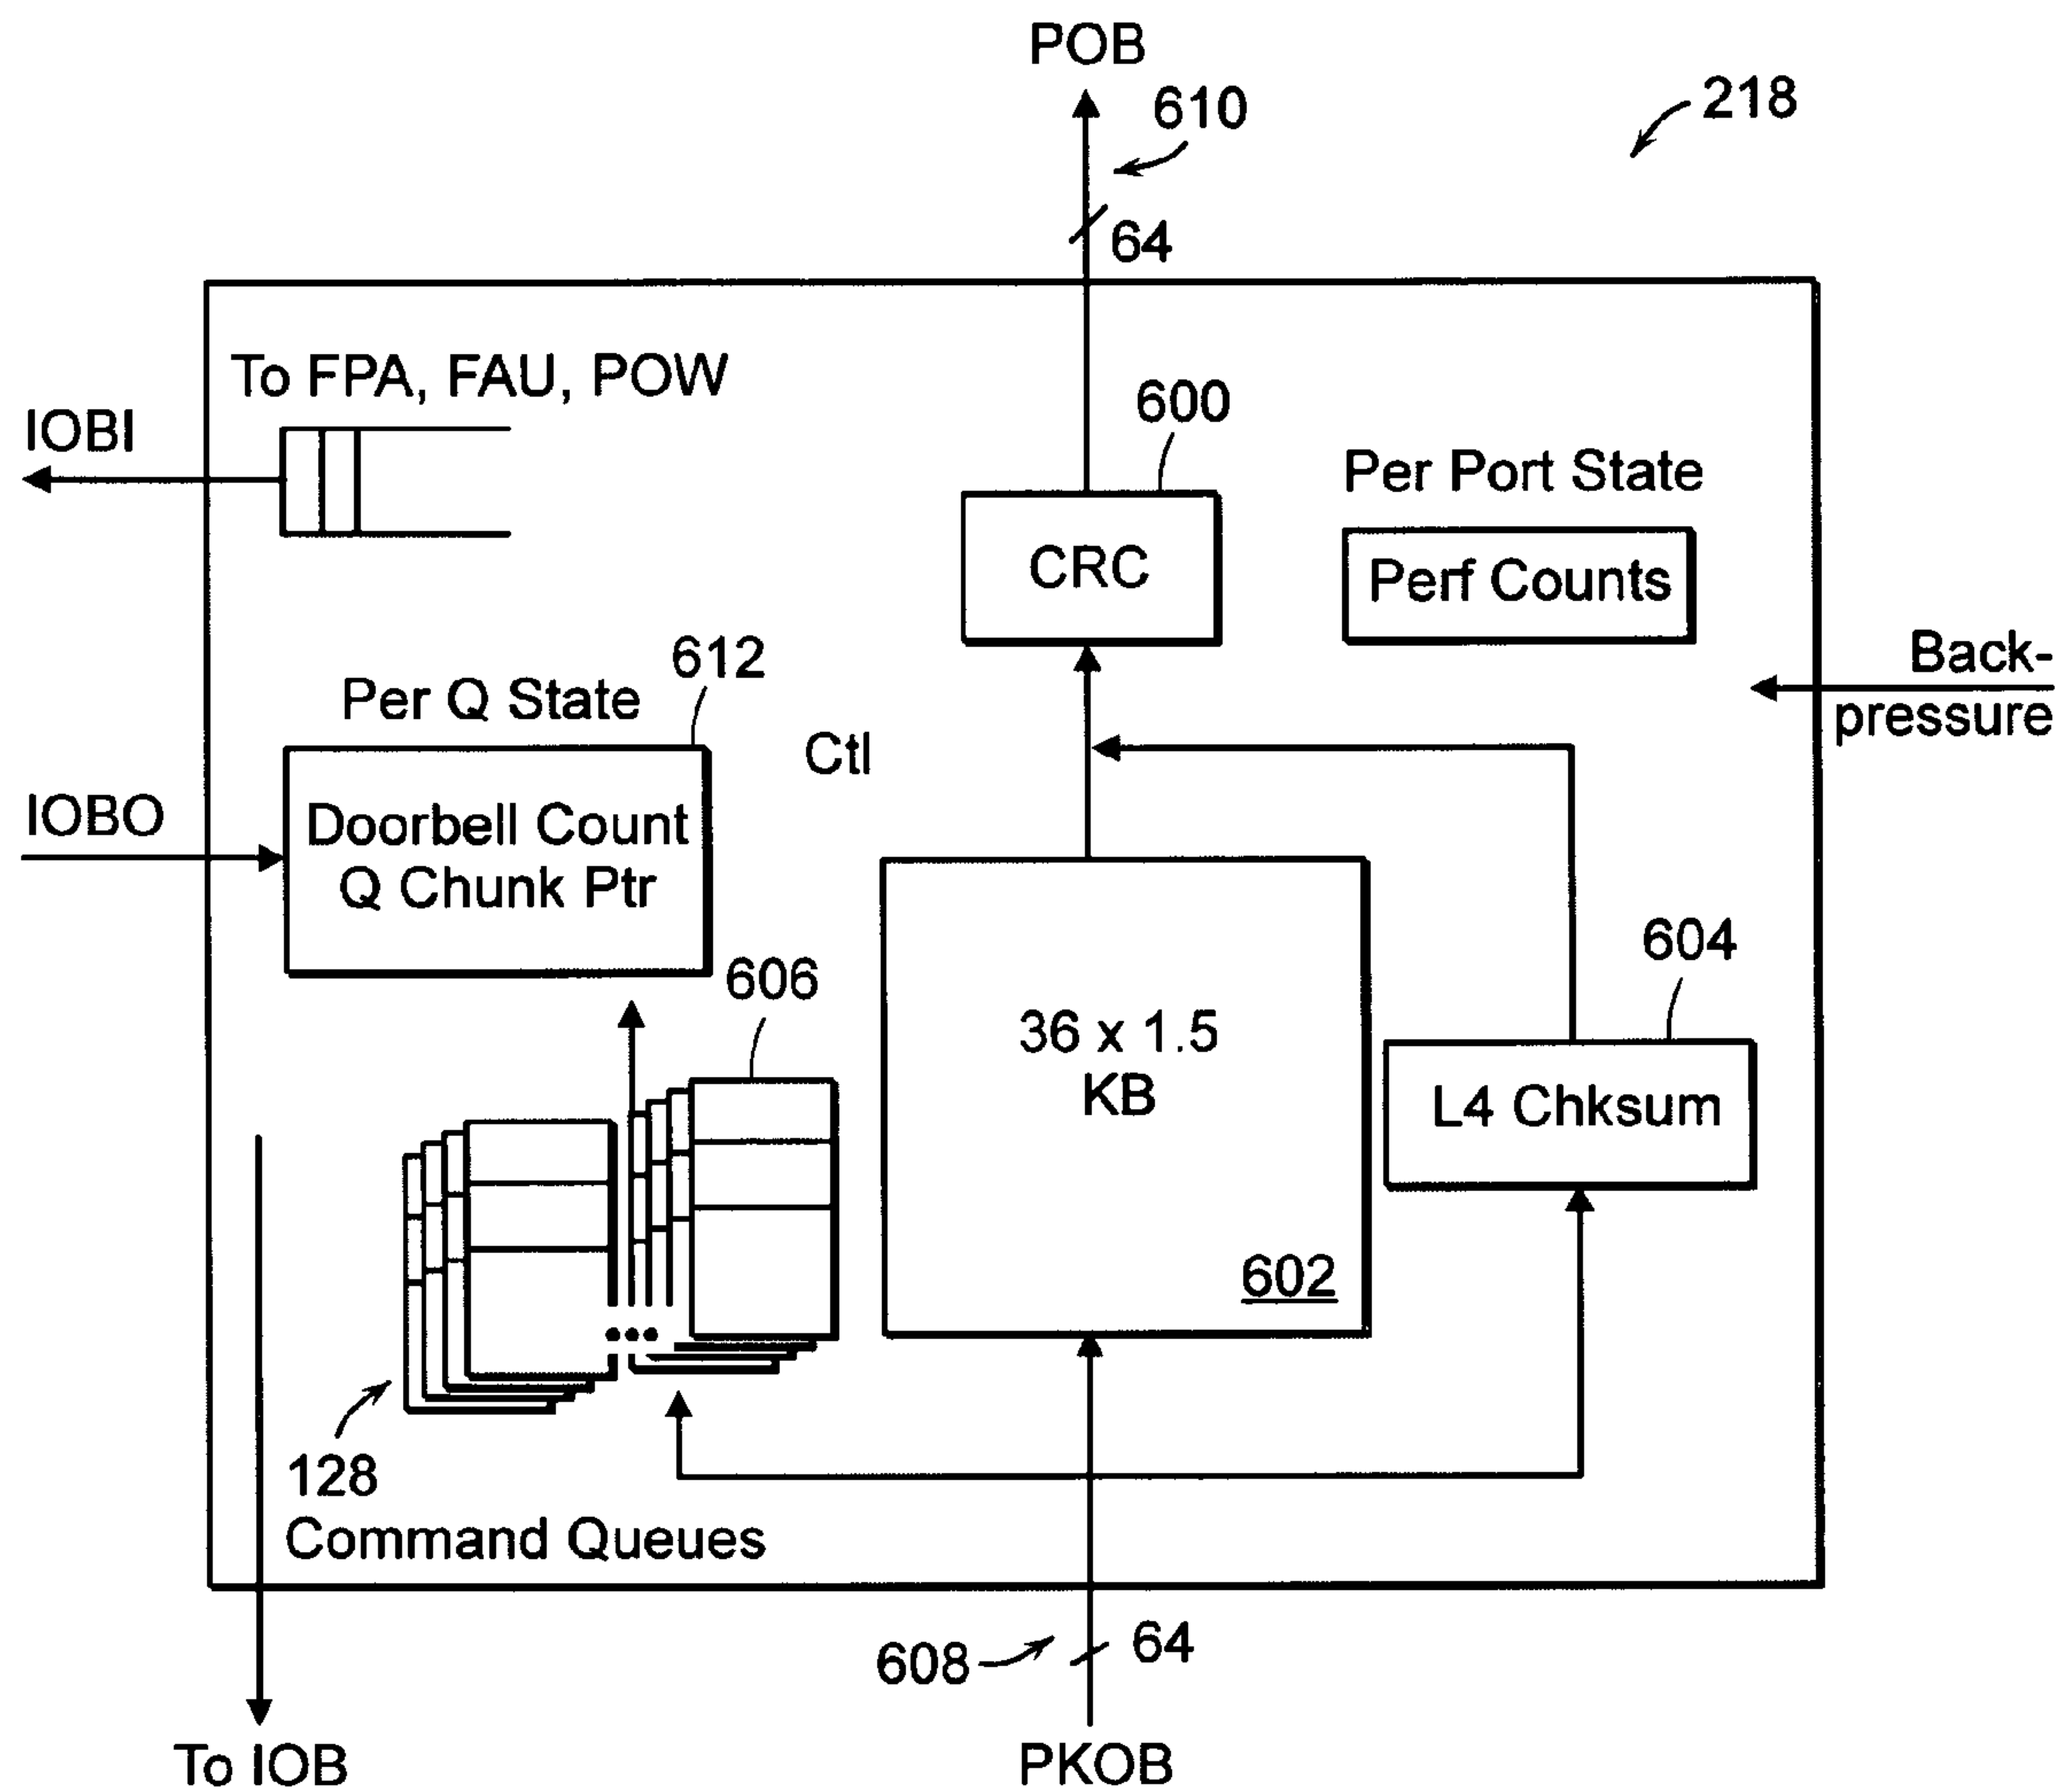 POB
610
218
64
To FPA, FAU, POW
IOBI
600
Per Port State
CRC
Perf Counts
612
Per Q State
Back-
pressure
Ctl
IOBO
Doorbell Count
Q Chunk Ptr
604
606
36 x 1.5
KB
L4 Chksum
602
128
Command Queues
608
64
To IOB
PKOB